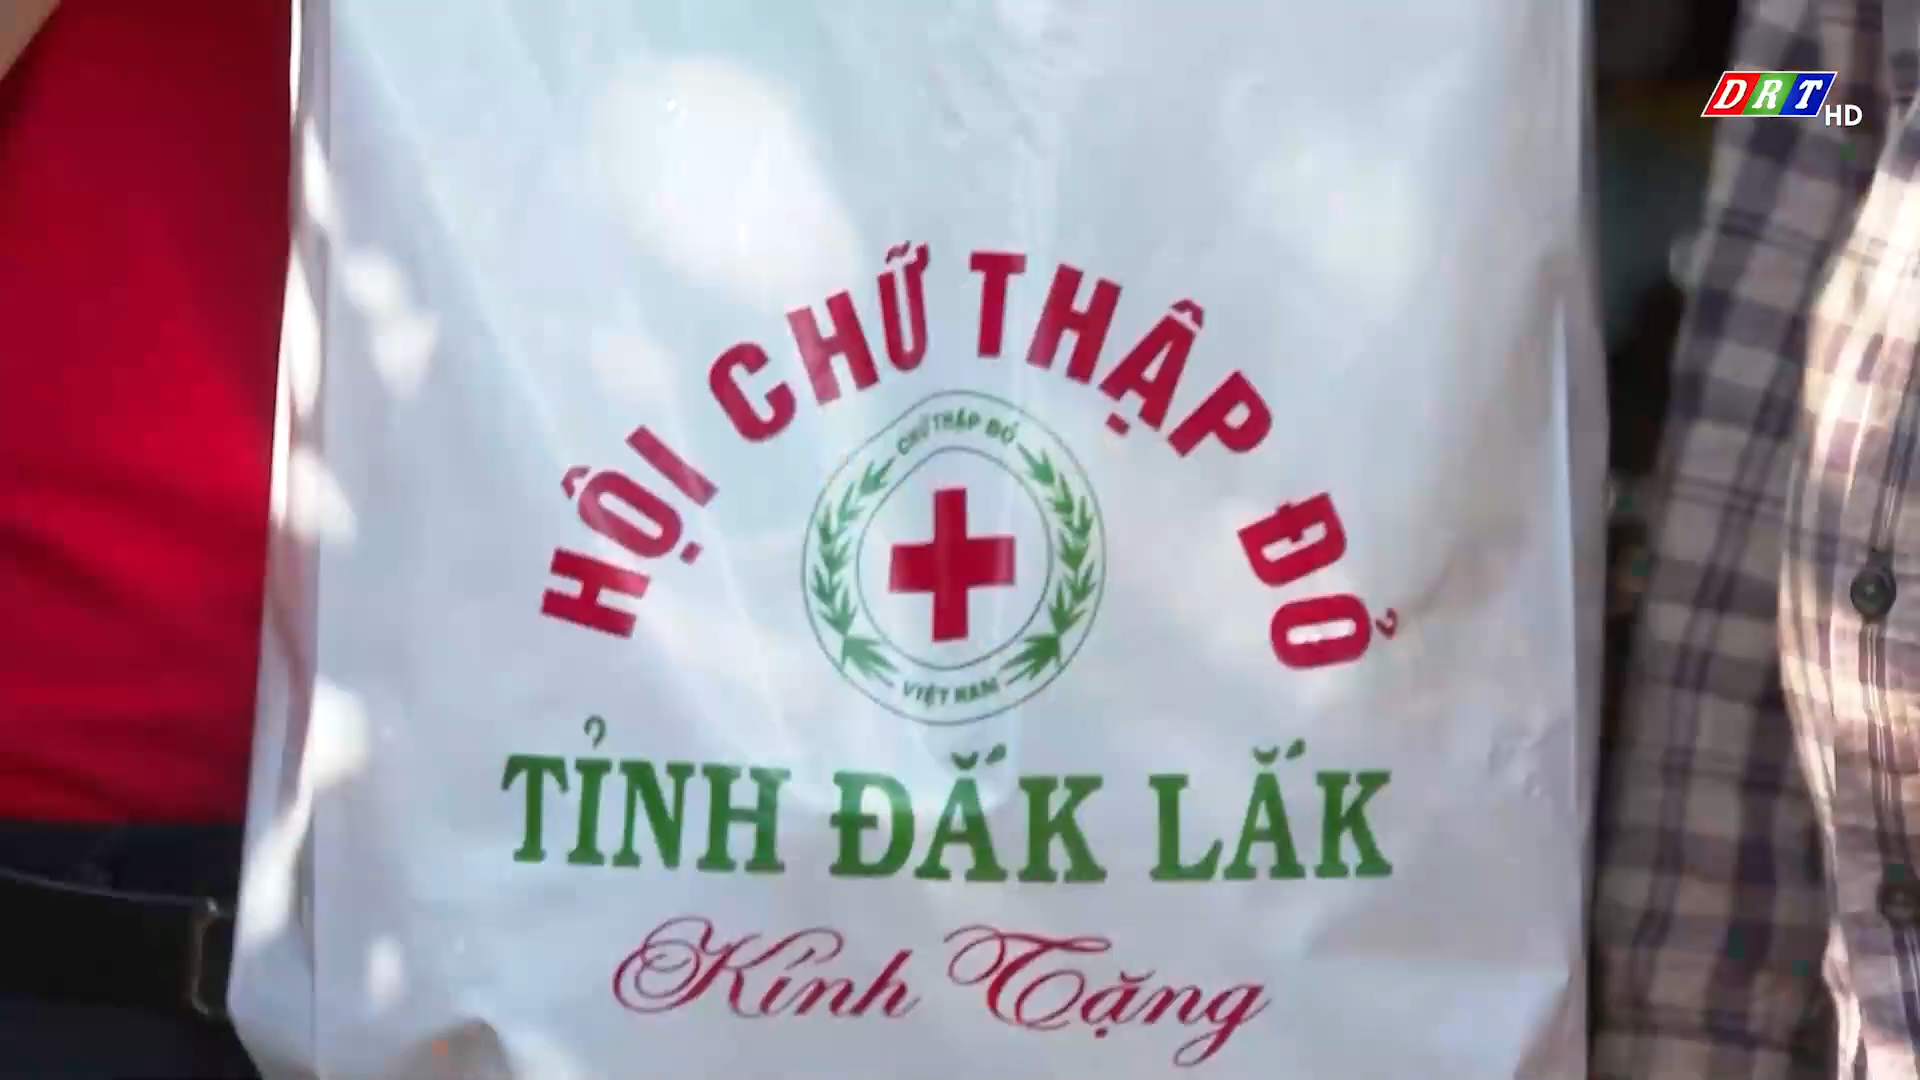 DRT HD
HỘI CHỮ THẬP ĐỎ
CHỮ THẬP ĐỎ
VIỆT NAM
TỈNH ĐẮK LẮK
Kính Tặng